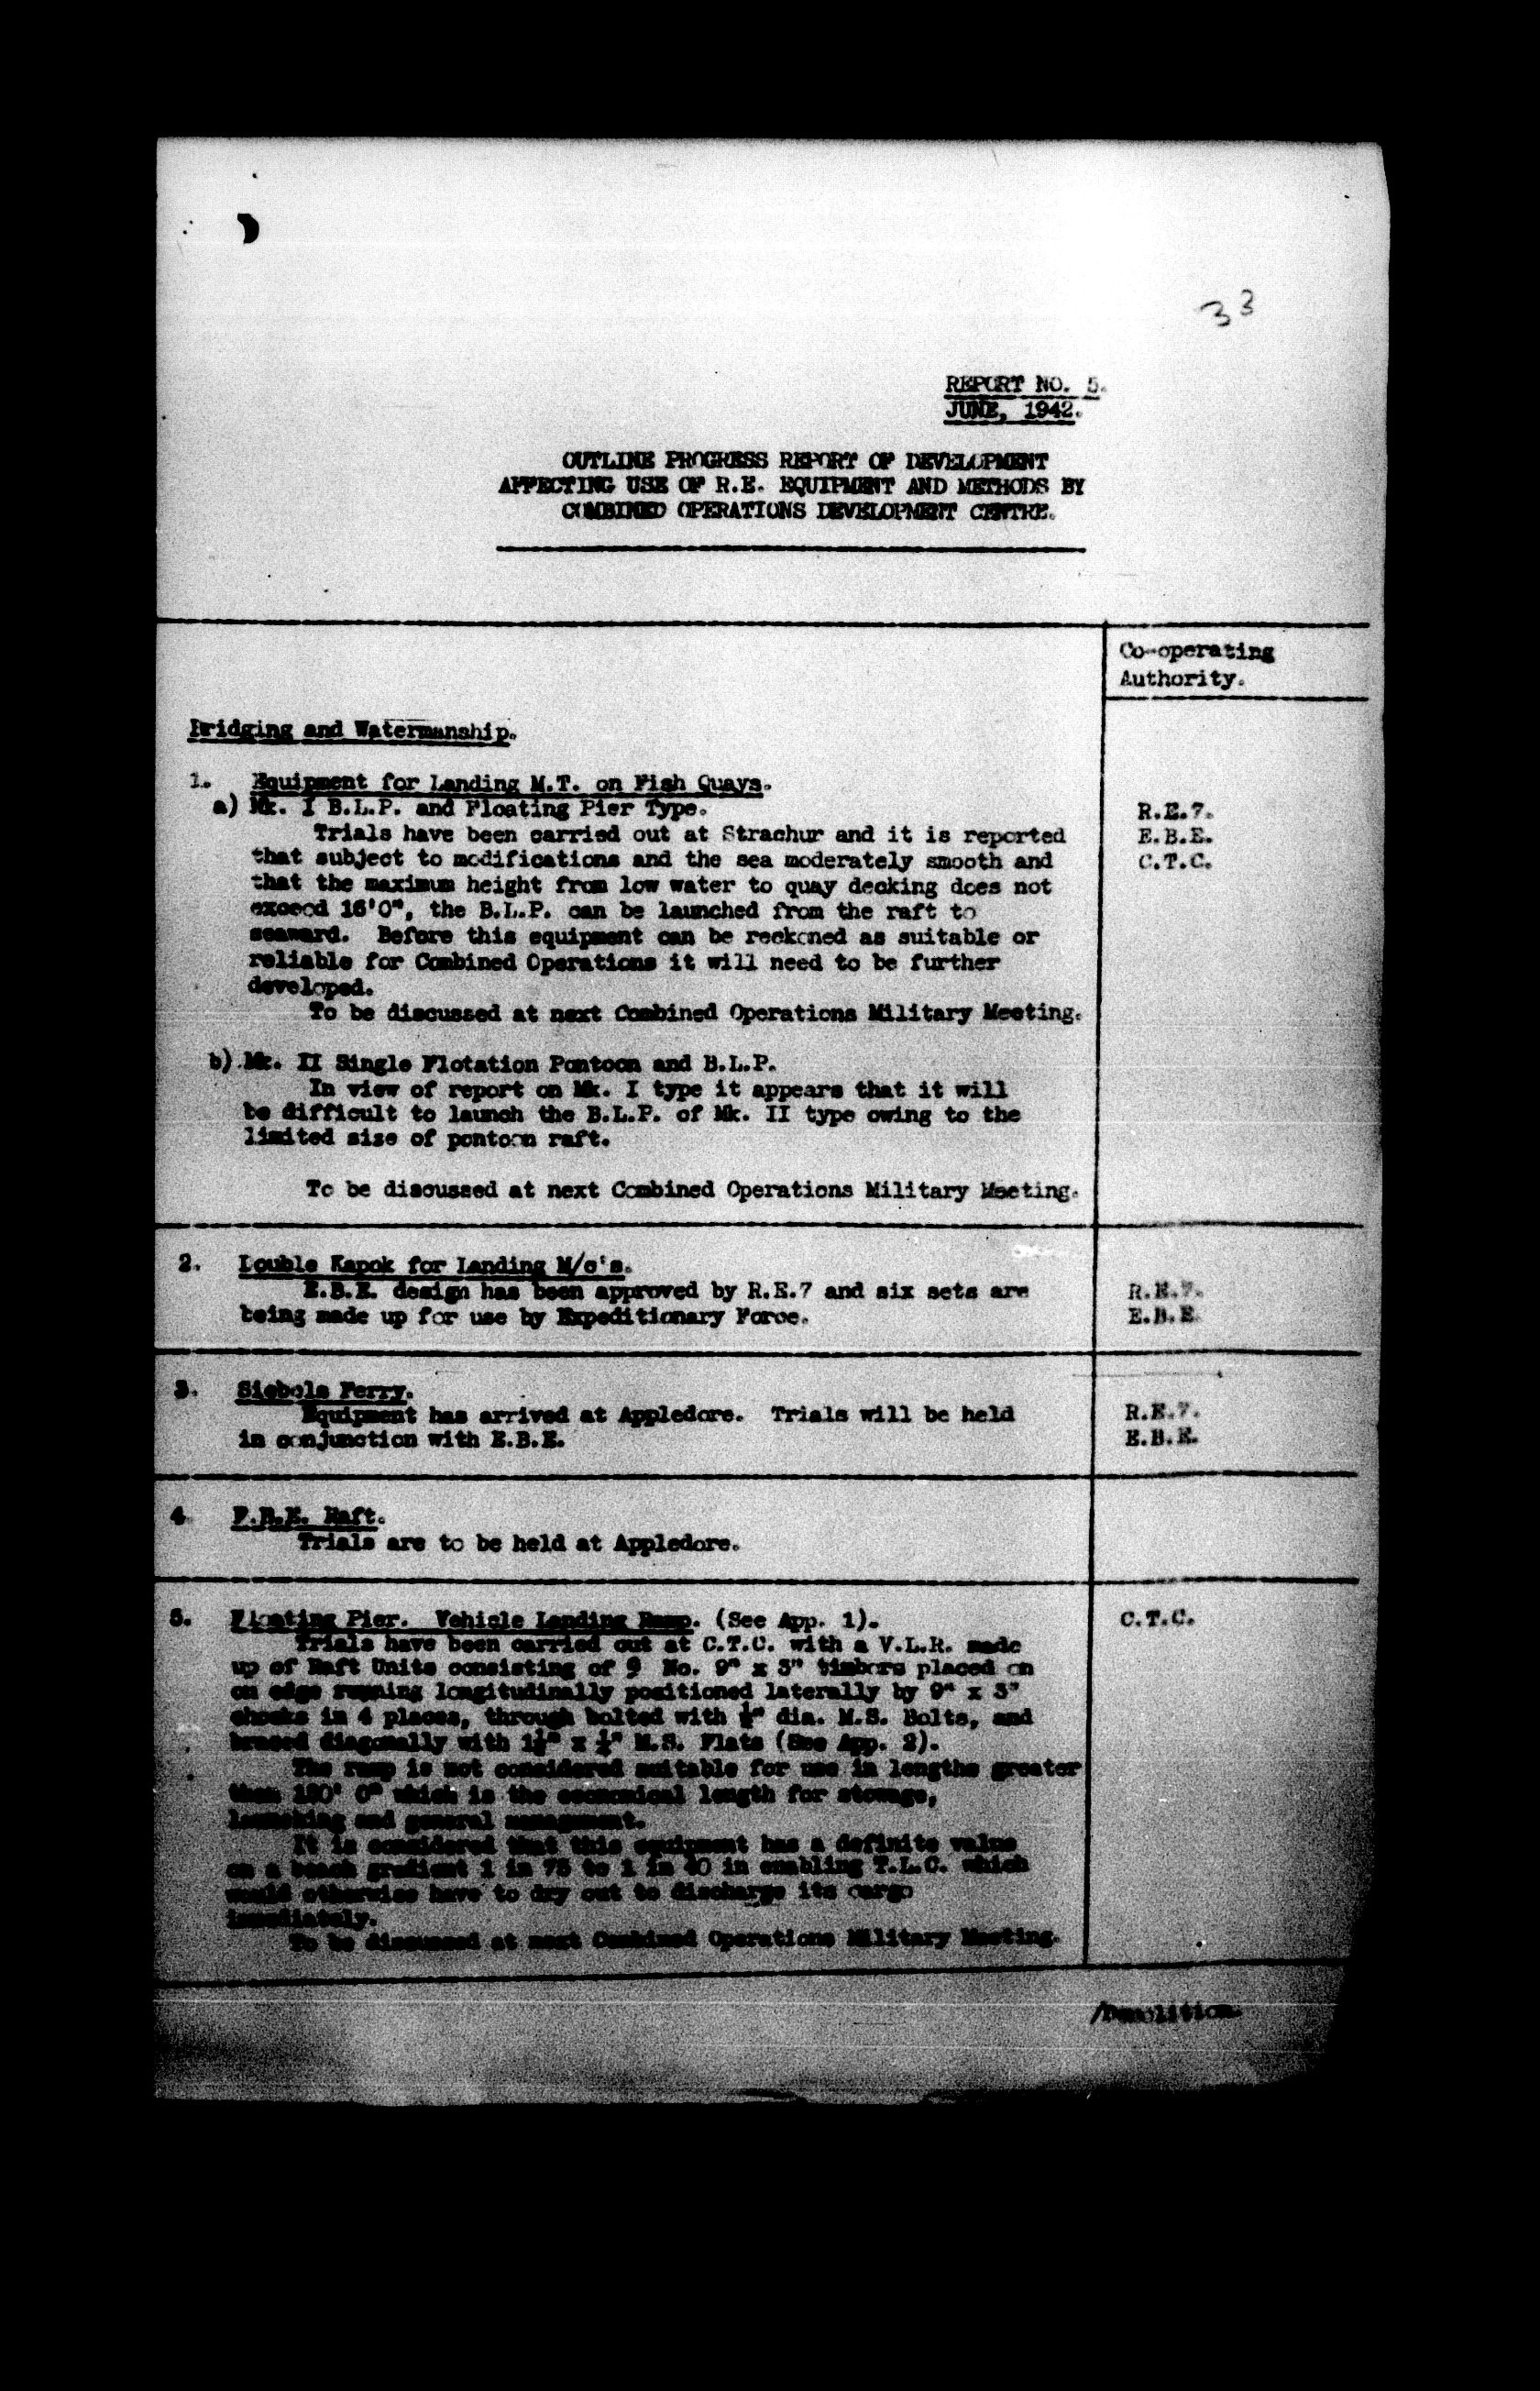 33
REPORT NO. 5.
JUNE, 1942.
OUTLINE PROGRESS REPORT OF DEVELOPMENT
AFFECTING USE OF R.E. EQUIPMENT AND METHODS BY
COMBINED OPERATIONS DEVELOPMENT CENTRE.
Co-operating
Authority.
Bridging and Watermanship.
1. Equipment for Landing M.T. on Fish Quays.
a) Mk. I B.L.P. and Floating Pier Type. R.E.7.
Trials have been carried out at Strachur and it is reported E.B.E.
that subject to modifications and the sea moderately smooth and C.T.C.
that the maximum height from low water to quay decking does not
exceed 16'0", the B.L.P. can be launched from the raft to
seaward. Before this equipment can be reckoned as suitable or
reliable for Combined Operations it will need to be further
developed.
To be discussed at next Combined Operations Military Meeting.
b) Mk. II Single Flotation Pontoon and B.L.P.
In view of report on Mk. I type it appears that it will
be difficult to launch the B.L.P. of Mk. II type owing to the
limited size of pontoon raft.
To be discussed at next Combined Operations Military Meeting.
2. Double Kapok for Landing M/c's.
E.B.E. design has been approved by R.E.7 and six sets are R.E.7.
being made up for use by Expeditionary Force. E.B.E.
3. Siebols Ferry.
Equipment has arrived at Appledore. Trials will be held R.E.7.
in conjunction with E.B.E. E.B.E.
4 F.B.E. Raft.
Trials are to be held at Appledore.
5. Floating Pier. Vehicle Landing Ramp. (See App. 1). C.T.C.
Trials have been carried out at C.T.C. with a V.L.R. made
up of Raft Units consisting of 9 No. 9" x 3" timbers placed on
on edge running longitudinally positioned laterally by 9" x 3"
chocks in 4 places, through bolted with dia. M.S. Bolts, and
braced diagonally with M.S. Flats (See App. 2).
The ramp is not considered suitable for use in lengths greater
than 120' 0" which is the economical length for stowage,
launching and general management.
It is considered that this equipment has a definite value
on a beach gradient 1 in 75 to 1 in 40 in enabling T.L.C. which
would otherwise have to dry out to discharge its cargo
immediately.
To be discussed at next Combined Operations Military Meeting.
/Demolition.